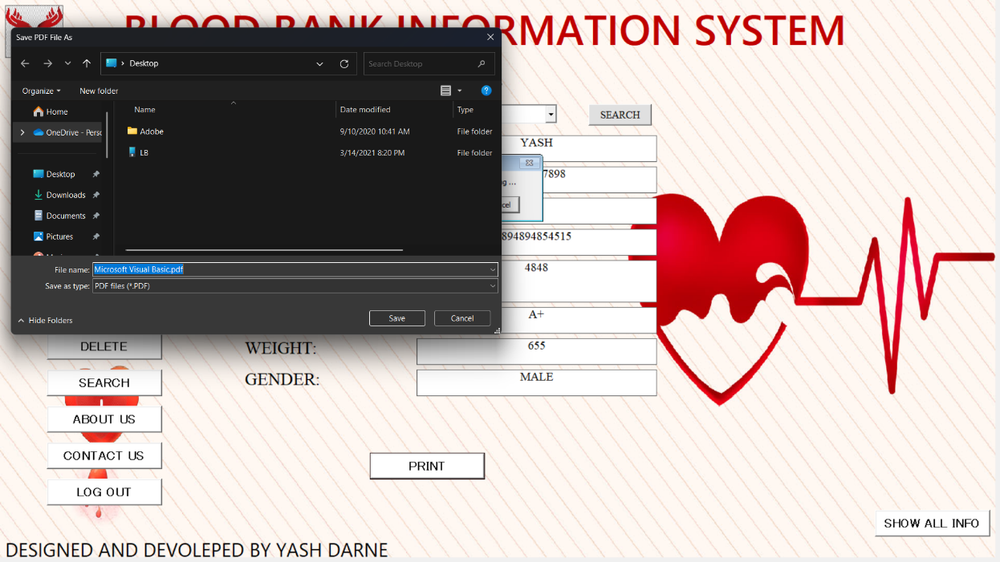 BLOOD BANK INFORMATION SYSTEM
Save PDF File As
Desktop
Search Desktop
Organize
New folder
Home
OneDrive - Perso
Desktop
Downloads
Documents
Pictures
Name
Date modified
Type
Adobe
9/10/2020 10:41 AM
File folder
LB
3/14/2021 8:20 PM
File folder
File name:
Microsoft Visual Basic.pdf
Save as type:
PDF files (*.PDF)
Hide Folders
Save
Cancel
SEARCH
YASH
7898
894894854515
4848
A+
WEIGHT:
655
GENDER:
MALE
DELETE
SEARCH
ABOUT US
CONTACT US
LOG OUT
PRINT
SHOW ALL INFO
DESIGNED AND DEVOLEPED BY YASH DARNE